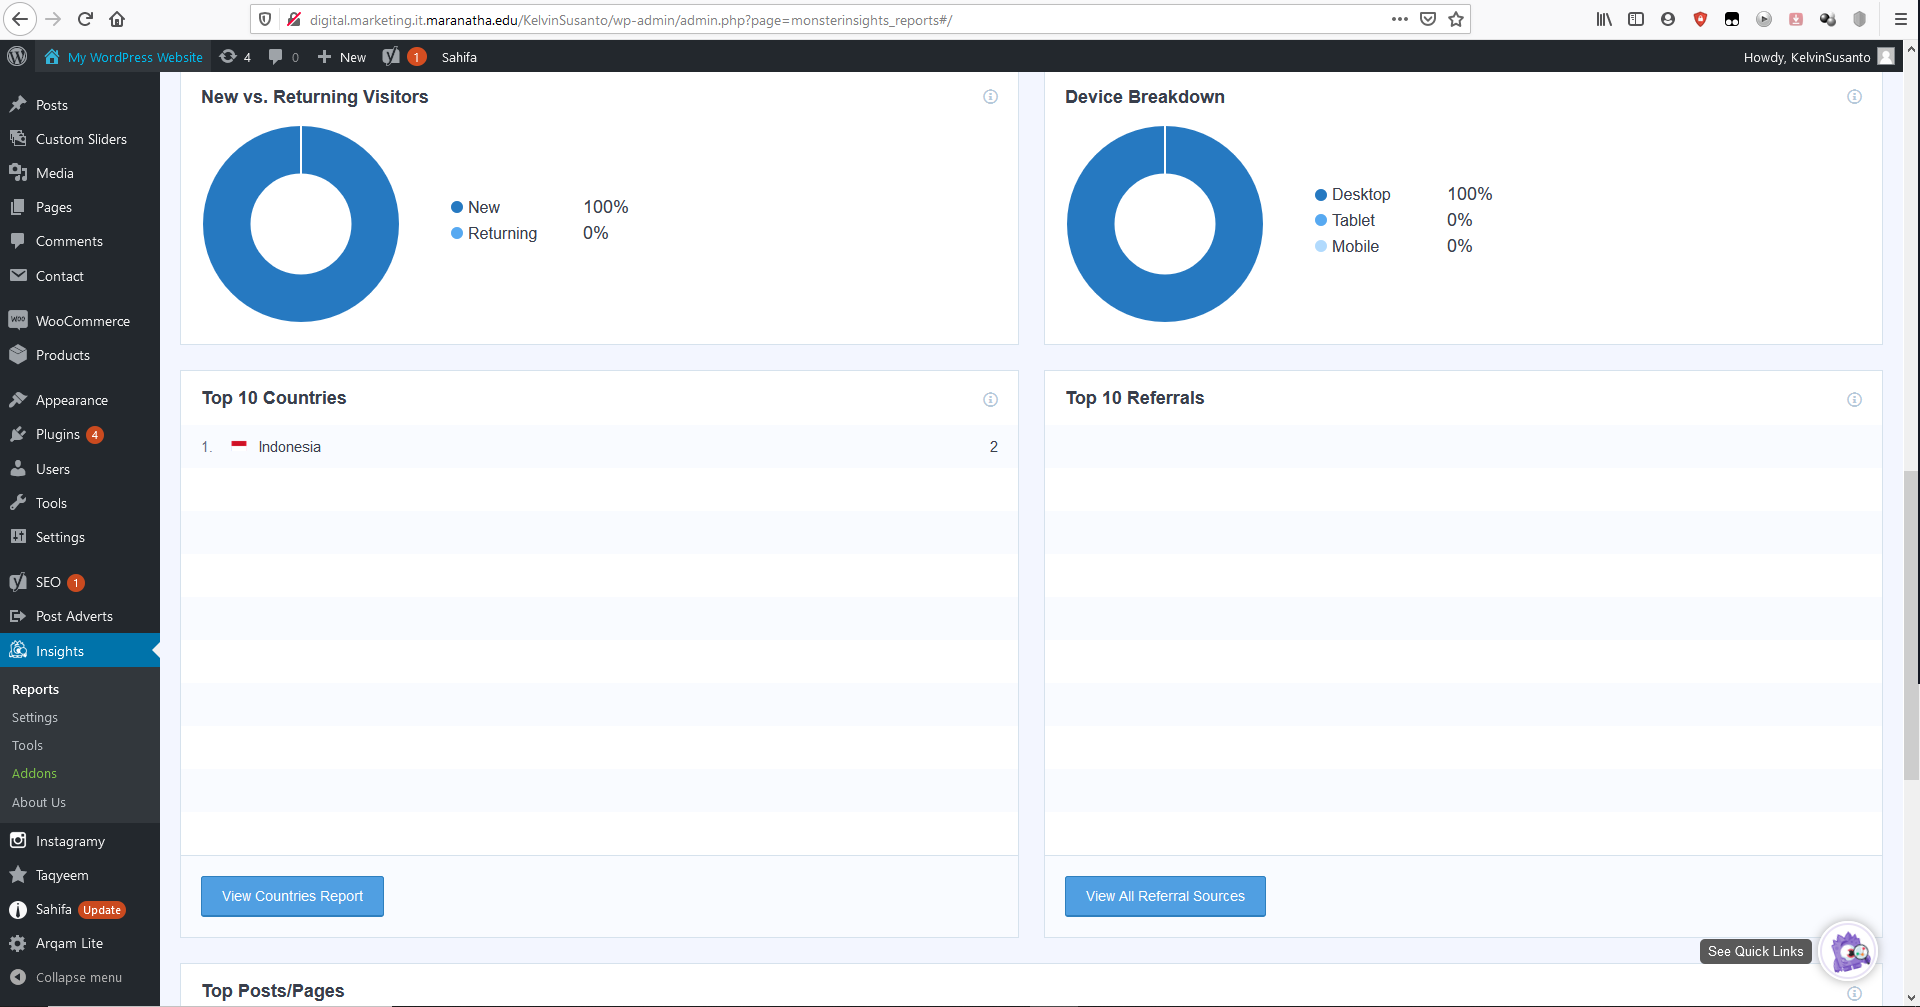 digital.marketing.it.maranatha.edu/KelvinSusanto/wp-admin/admin.php?page=monsterinsights_reports#/
My WordPress Website 4 0 New 1 Sahifa
Howdy, KelvinSusanto
Posts
Custom Sliders
Media
Pages
Comments
Contact
WooCommerce
Products
Appearance
Plugins 4
Users
Tools
Settings
SEO 1
Post Adverts
Insights
Reports
Settings
Tools
Addons
About Us
Instagramy
Taqyeem
Sahifa Update
Arqam Lite
Collapse menu
New vs. Returning Visitors
New 100%
Returning 0%
Device Breakdown
Desktop 100%
Tablet 0%
Mobile 0%
Top 10 Countries
1. Indonesia 2
View Countries Report
Top 10 Referrals
View All Referral Sources
See Quick Links
Top Posts/Pages